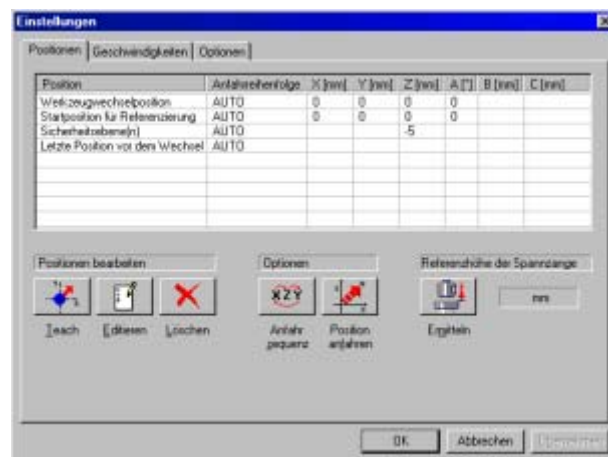 Einstellungen
Positionen Geschwindigkeiten Optionen
Position Anfahrreihenfolge X [mm] Y [mm] Z [mm] A [°] B [mm] C [mm]
Werkzeugwechselposition AUTO 0 0 0 0
Startposition für Referenzierung AUTO 0 0 0 0
Sicherheitsebene(n) AUTO -5
Letzte Position vor dem Wechsel AUTO
Positionen bearbeiten Optionen Referenzhöhe der Spannzange
XZY mm
Teach Editieren Löschen Anfahr Position Ermitteln
sequenz anfahren
OK Abbrechen Übernehmen